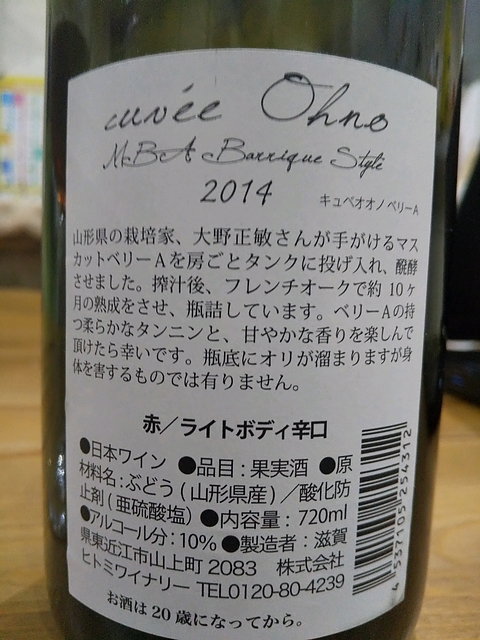 cuvée Ohno
MBA Barrique Style
2014
キュベオオノベリーA
山形県の栽培家、大野正敏さんが手がけるマス
カットベリーAを房ごとタンクに投げ入れ、醗酵
させました。搾汁後、フレンチオークで約 10ヶ
月の熟成をさせ、瓶詰しています。ベリーAの持
つ柔らかなタンニンと、甘やかな香りを楽しんで
頂けたら幸いです。瓶底にオリが溜まりますが身
体を害するものでは有りません。
赤／ライトボディ辛口
●日本ワイン ●品目：果実酒 ●原
材料名：ぶどう（山形県産）／酸化防
止剤（亜硫酸塩）●内容量：720ml
●アルコール分：10% ●製造者：滋賀
県東近江市山上町 2083 株式会社
ヒトミワイナリー TEL0120-80-4239
お酒は 20 歳になってから。
4 537105 254312